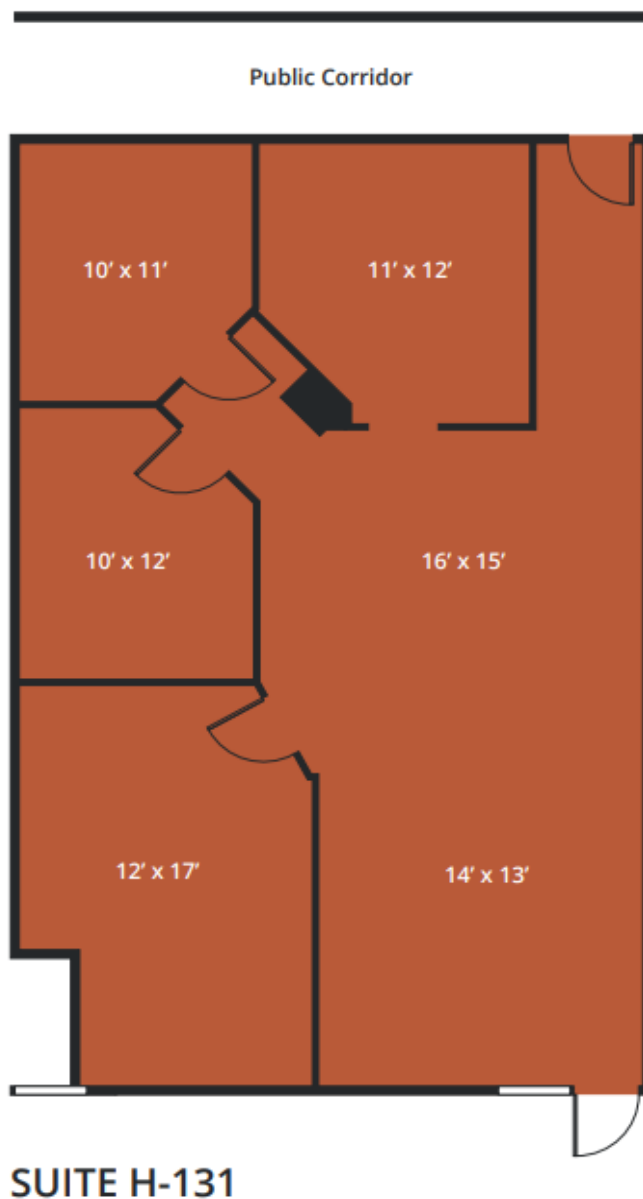 Public Corridor
10’ x 11’
11’ x 12’
10’ x 12’
16’ x 15’
12’ x 17’
14’ x 13’
SUITE H-131